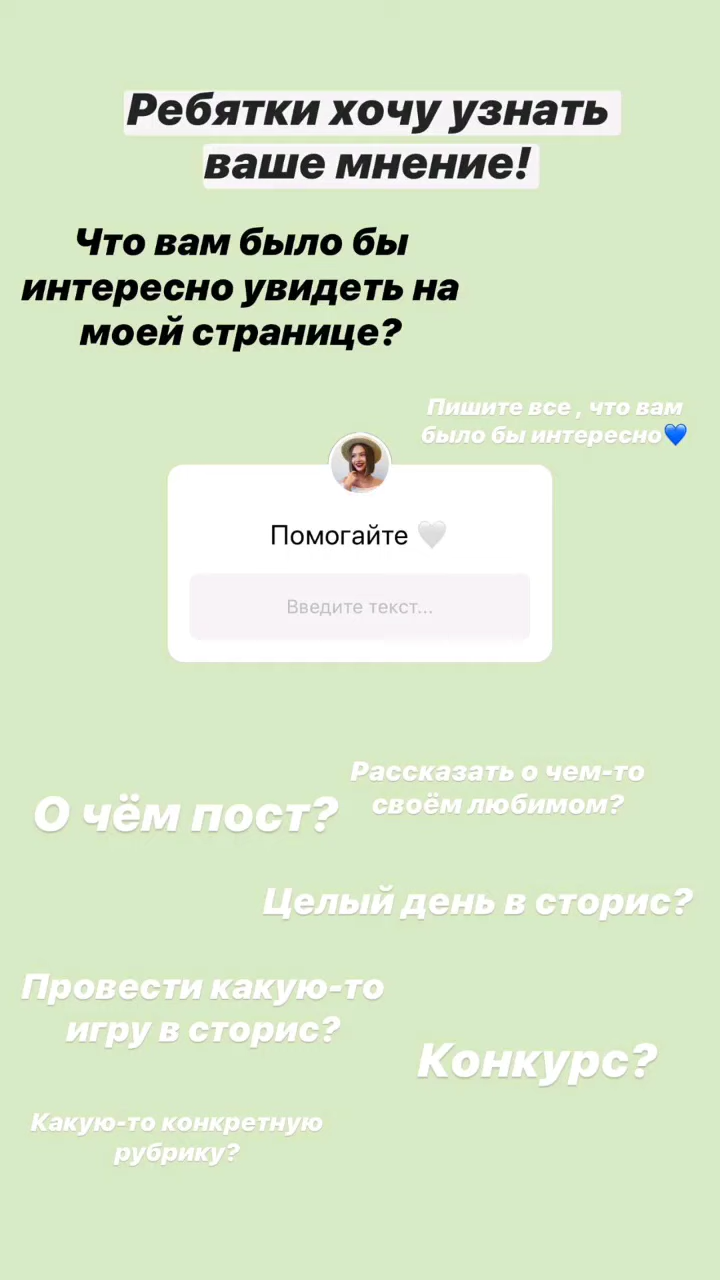 Ребятки хочу узнать
ваше мнение!
Что вам было бы
интересно увидеть на
моей странице?
Пишите все , что вам
было бы интересно💙
Помогайте 🤍
Введите текст...
Рассказать о чем-то
своём любимом?
О чём пост?
Целый день в сторис?
Провести какую-то
игру в сторис?
Конкурс?
Какую-то конкретную
рубрику?